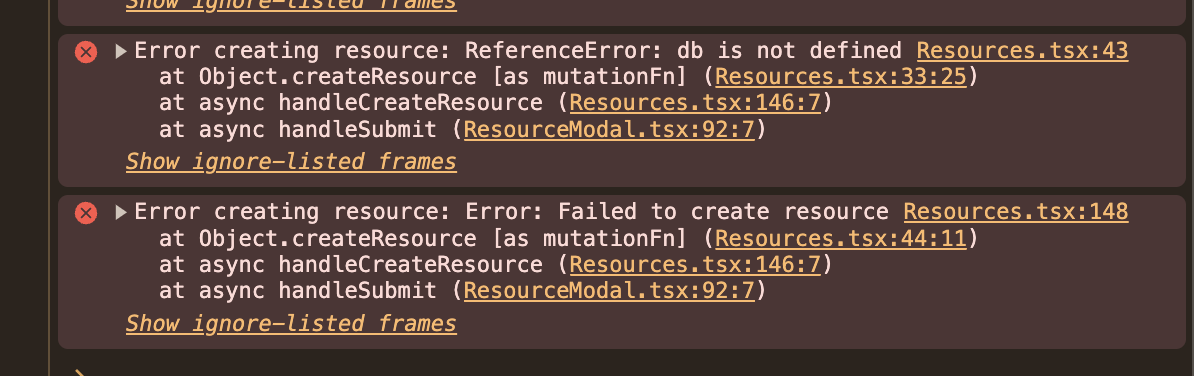 Show ignore-listed frames
Error creating resource: ReferenceError: db is not defined Resources.tsx:43
at Object.createResource [as mutationFn] (Resources.tsx:33:25)
at async handleCreateResource (Resources.tsx:146:7)
at async handleSubmit (ResourceModal.tsx:92:7)
Show ignore-listed frames
Error creating resource: Error: Failed to create resource Resources.tsx:148
at Object.createResource [as mutationFn] (Resources.tsx:44:11)
at async handleCreateResource (Resources.tsx:146:7)
at async handleSubmit (ResourceModal.tsx:92:7)
Show ignore-listed frames